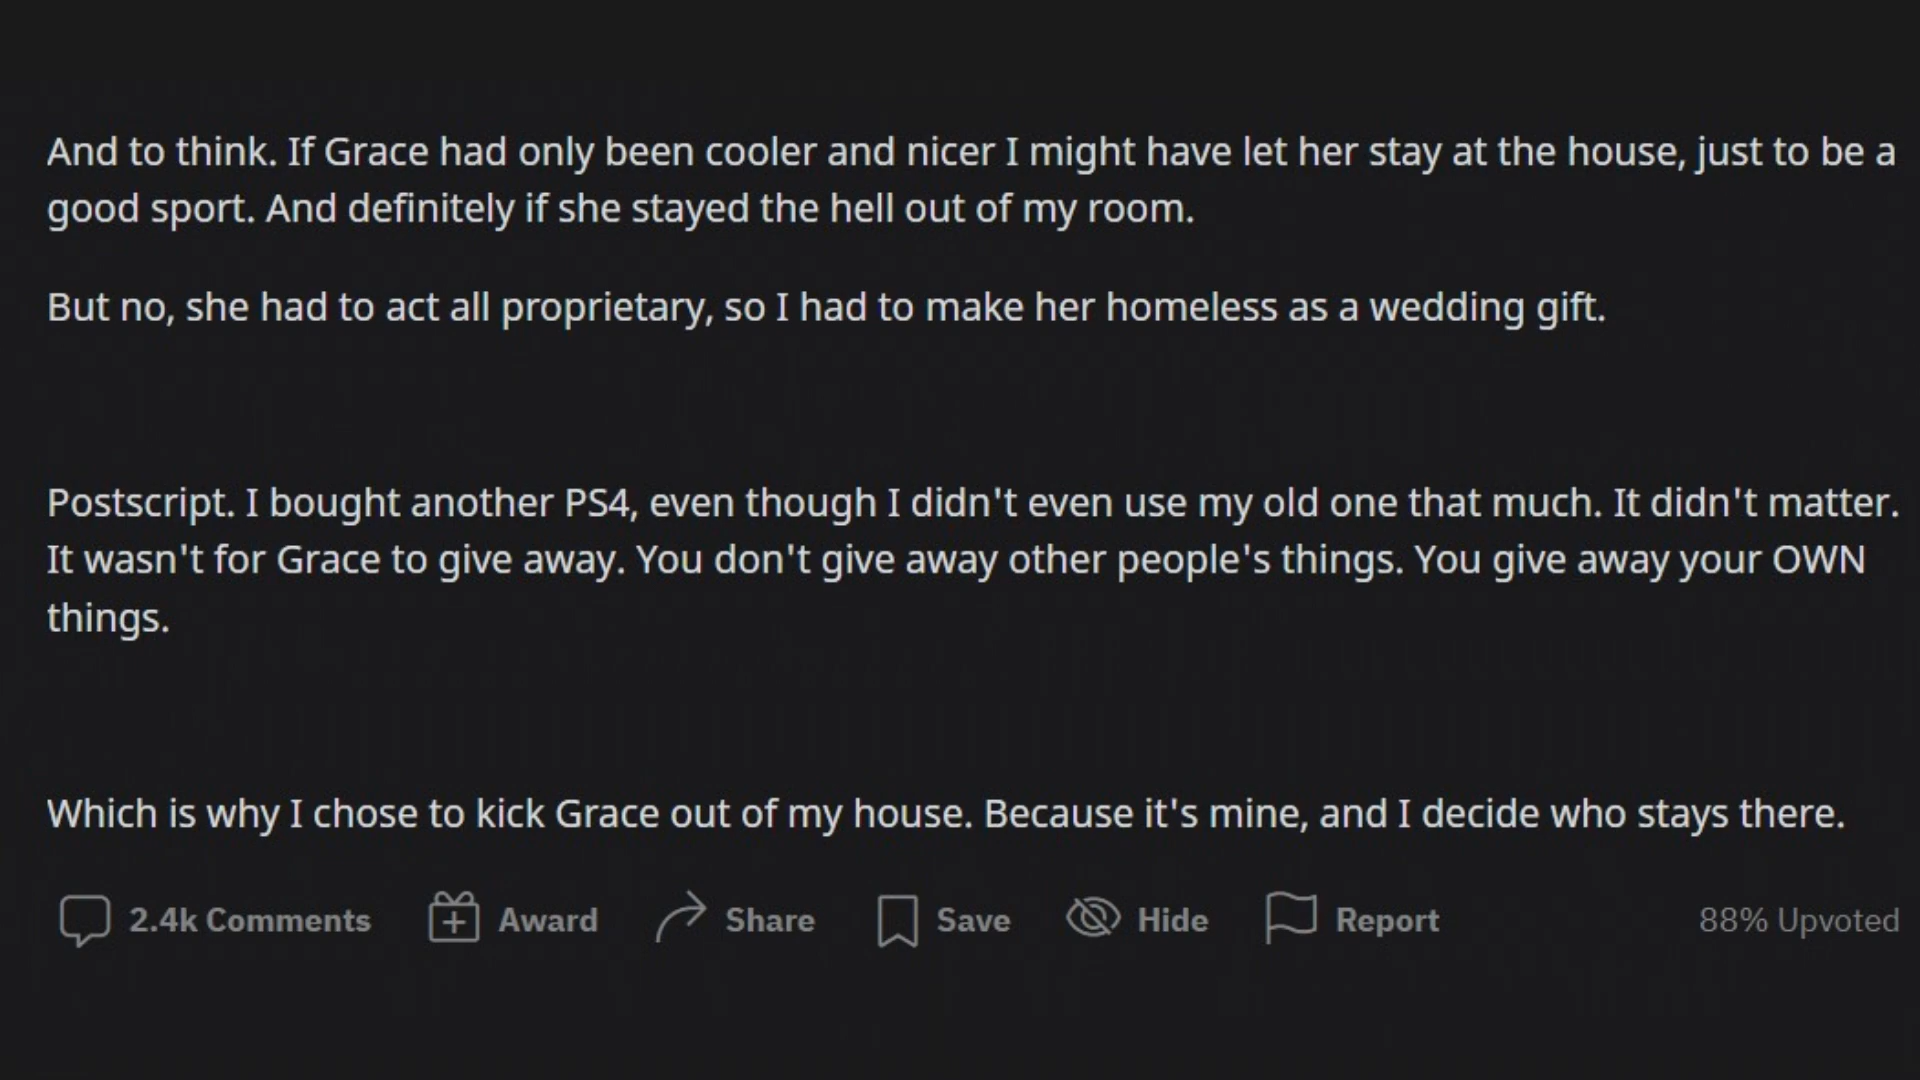 And to think. If Grace had only been cooler and nicer I might have let her stay at the house, just to be a
good sport. And definitely if she stayed the hell out of my room.
But no, she had to act all proprietary, so I had to make her homeless as a wedding gift.
Postscript. I bought another PS4, even though I didn't even use my old one that much. It didn't matter.
It wasn't for Grace to give away. You don't give away other people's things. You give away your OWN
things.
Which is why I chose to kick Grace out of my house. Because it's mine, and I decide who stays there.
2.4k Comments Award Share Save Hide Report 88% Upvoted